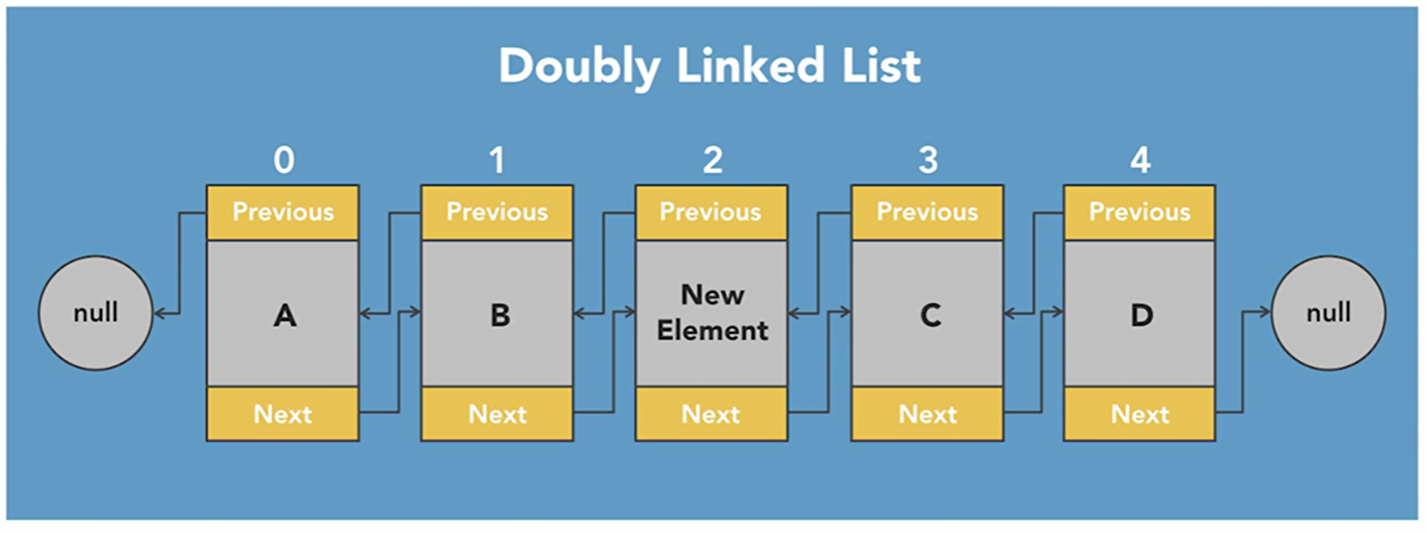 Doubly Linked List
0 1 2 3 4
Previous Previous Previous Previous Previous
null A B New Element C D null
Next Next Next Next Next